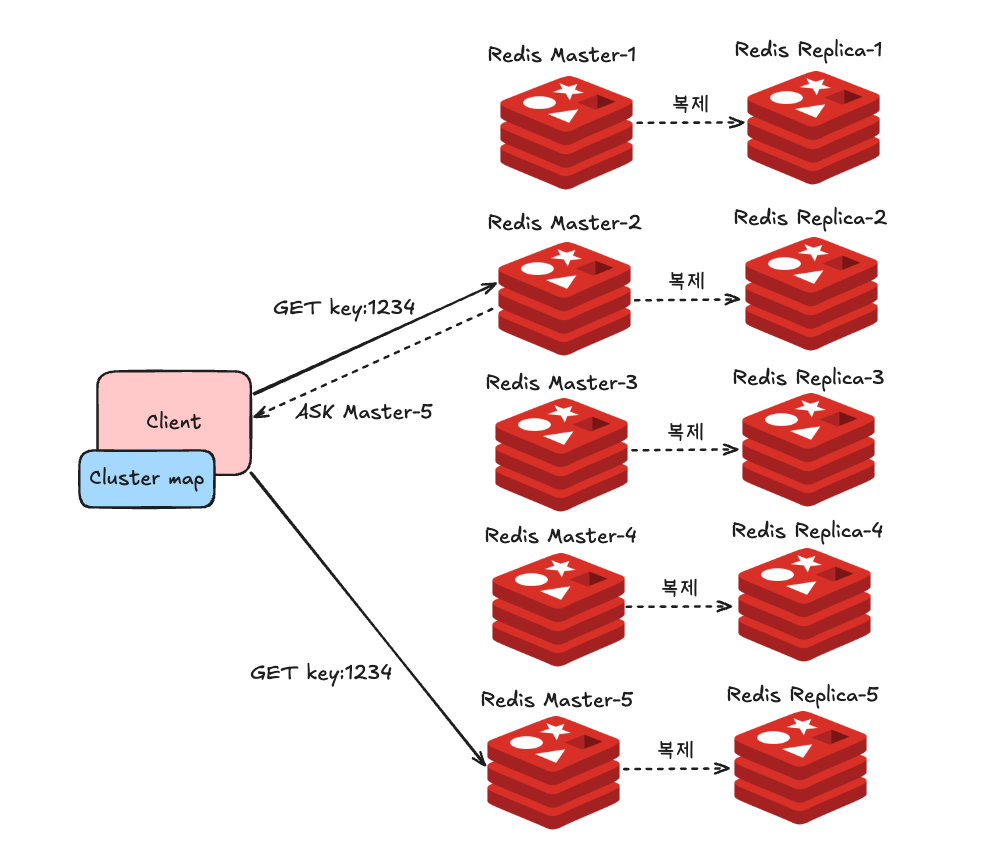 Redis Master-1
Redis Replica-1
복제
Redis Master-2
Redis Replica-2
복제
GET key:1234
ASK Master-5
Redis Master-3
Redis Replica-3
복제
Client
Cluster map
Redis Master-4
Redis Replica-4
복제
GET key:1234
Redis Master-5
Redis Replica-5
복제